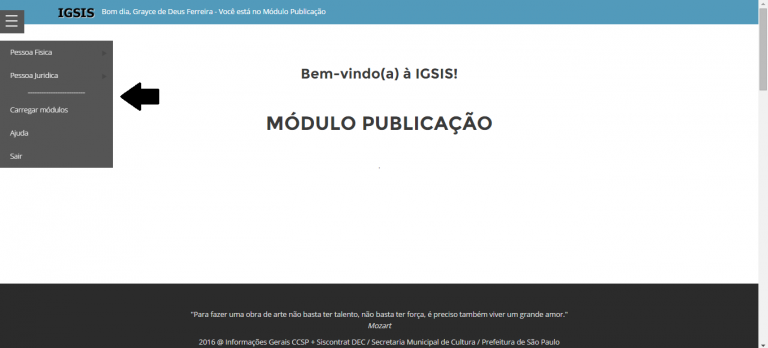 IGSIS Bom dia, Grayce de Deus Ferreira - Você está no Módulo Publicação
Pessoa Física
Pessoa Jurídica
Carregar módulos
Ajuda
Sair
Bem-vindo(a) à IGSIS!
MÓDULO PUBLICAÇÃO
"Para fazer uma obra de arte não basta ter talento, não basta ter força, é preciso também viver um grande amor."
Mozart
2016 @ Informações Gerais CCSP + Siscontrat DEC / Secretaria Municipal de Cultura / Prefeitura de São Paulo